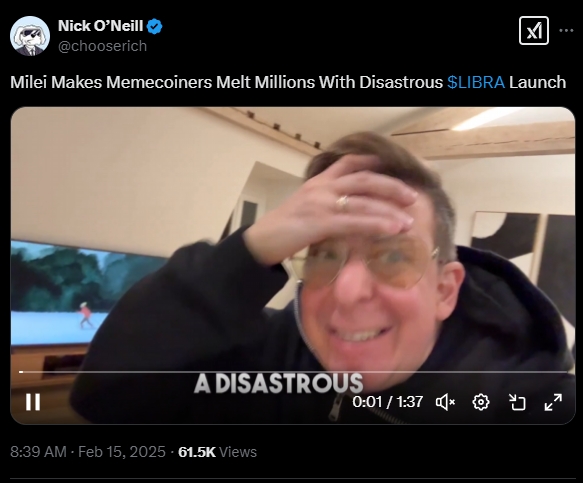 Nick O'Neill
@chooserich
Milei Makes Memecoiners Melt Millions With Disastrous $LIBRA Launch
A DISASTROUS
0:01 / 1:37
8:39 AM · Feb 15, 2025 · 61.5K Views